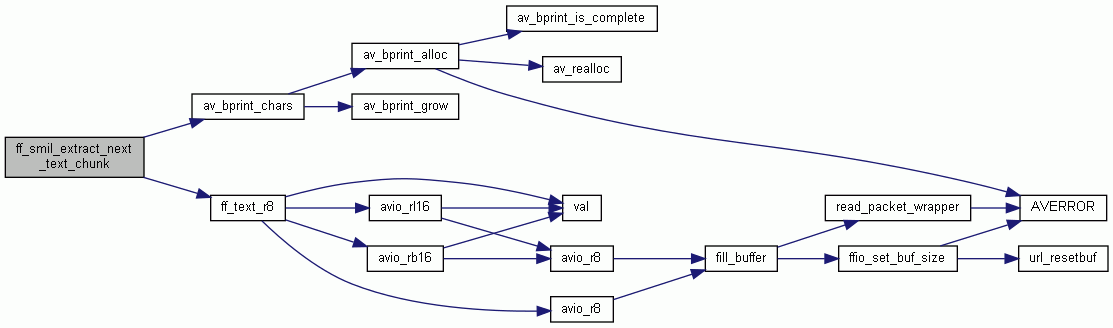 av_bprint_is_complete
av_bprint_alloc
av_realloc
av_bprint_chars
av_bprint_grow
ff_smil_extract_next
_text_chunk
ff_text_r8
avio_rl16
val
read_packet_wrapper
AVERROR
avio_rb16
avio_r8
fill_buffer
ffio_set_buf_size
url_resetbuf
avio_r8